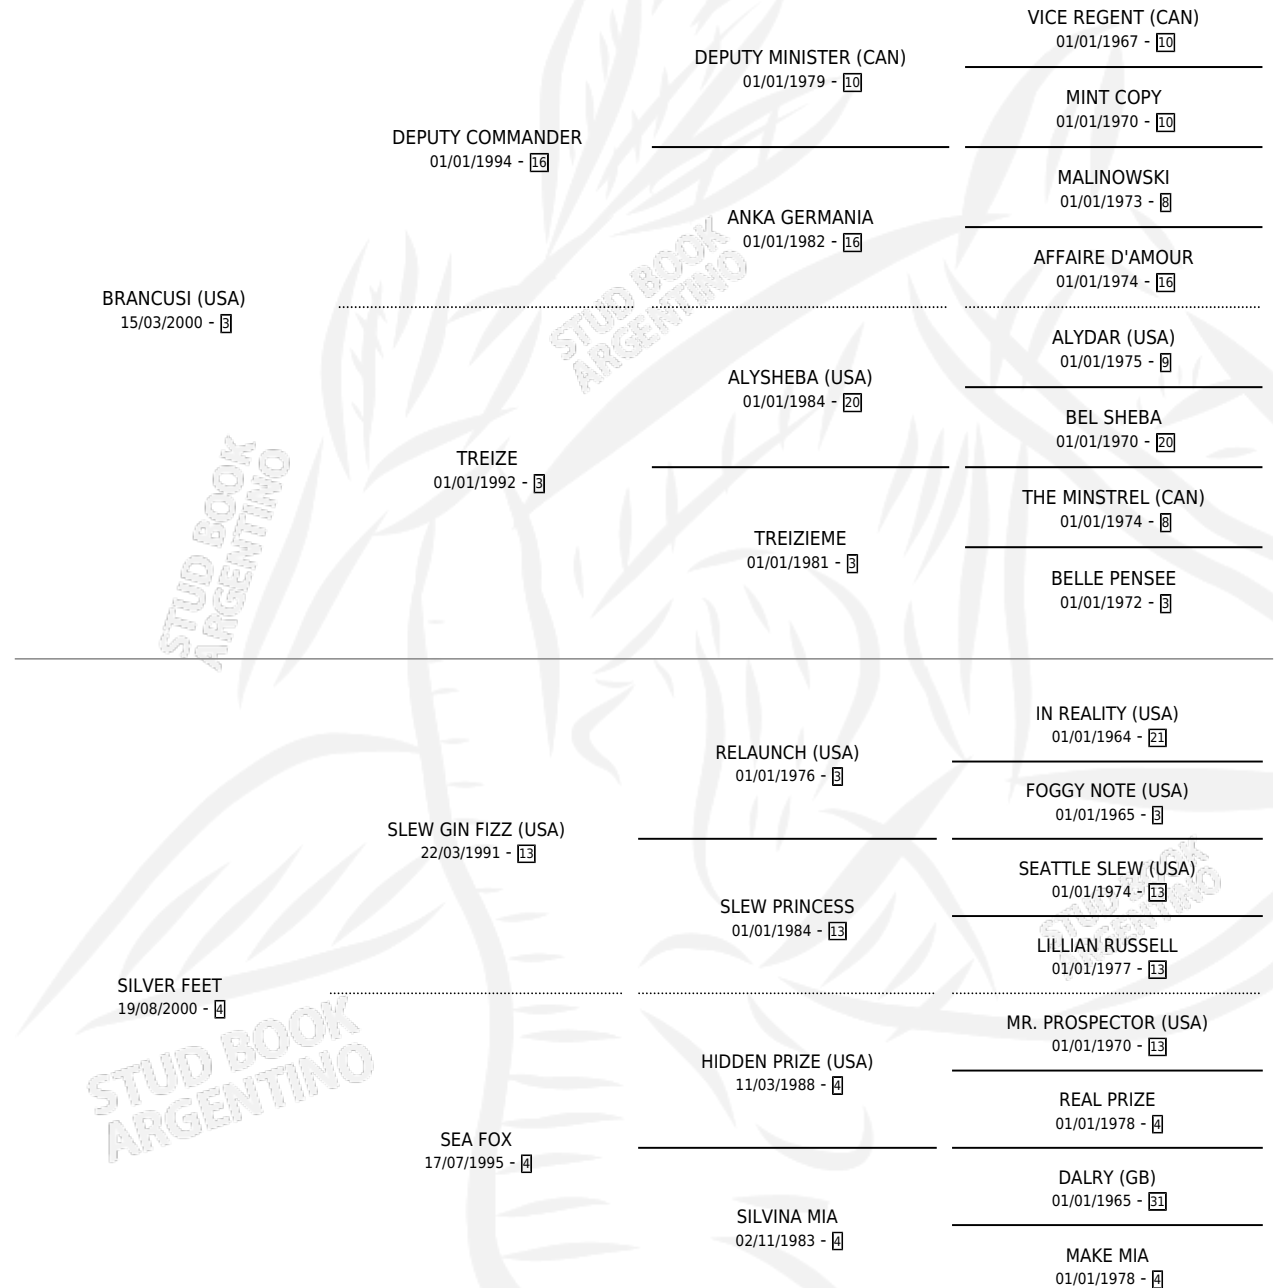 VICE REGENT (CAN)
01/01/1967 - 10
DEPUTY MINISTER (CAN)
01/01/1979 - 10
MINT COPY
01/01/1970 - 10
DEPUTY COMMANDER
01/01/1994 - 16
MALINOWSKI
01/01/1973 - 8
ANKA GERMANIA
01/01/1982 - 16
AFFAIRE D'AMOUR
01/01/1974 - 16
BRANCUSI (USA)
15/03/2000 - 3
ALYDAR (USA)
01/01/1975 - 9
ALYSHEBA (USA)
01/01/1984 - 20
BEL SHEBA
01/01/1970 - 20
TREIZE
01/01/1992 - 3
THE MINSTREL (CAN)
01/01/1974 - 8
TREIZIEME
01/01/1981 - 3
BELLE PENSEE
01/01/1972 - 3
STUD BOOK
ARGENTINO
STUD BOOK
ARGENTINO
IN REALITY (USA)
01/01/1964 - 21
RELAUNCH (USA)
01/01/1976 - 3
FOGGY NOTE (USA)
01/01/1965 - 3
SLEW GIN FIZZ (USA)
22/03/1991 - 13
SEATTLE SLEW (USA)
01/01/1974 - 13
SLEW PRINCESS
01/01/1984 - 13
LILLIAN RUSSELL
01/01/1977 - 13
STUD BOOK
ARGENTINO
SILVER FEET
19/08/2000 - 4
MR. PROSPECTOR (USA)
01/01/1970 - 13
HIDDEN PRIZE (USA)
11/03/1988 - 4
REAL PRIZE
01/01/1978 - 4
SEA FOX
17/07/1995 - 4
DALRY (GB)
01/01/1965 - 31
SILVINA MIA
02/11/1983 - 4
MAKE MIA
01/01/1978 - 4
STUD BOOK
ARGENTINO